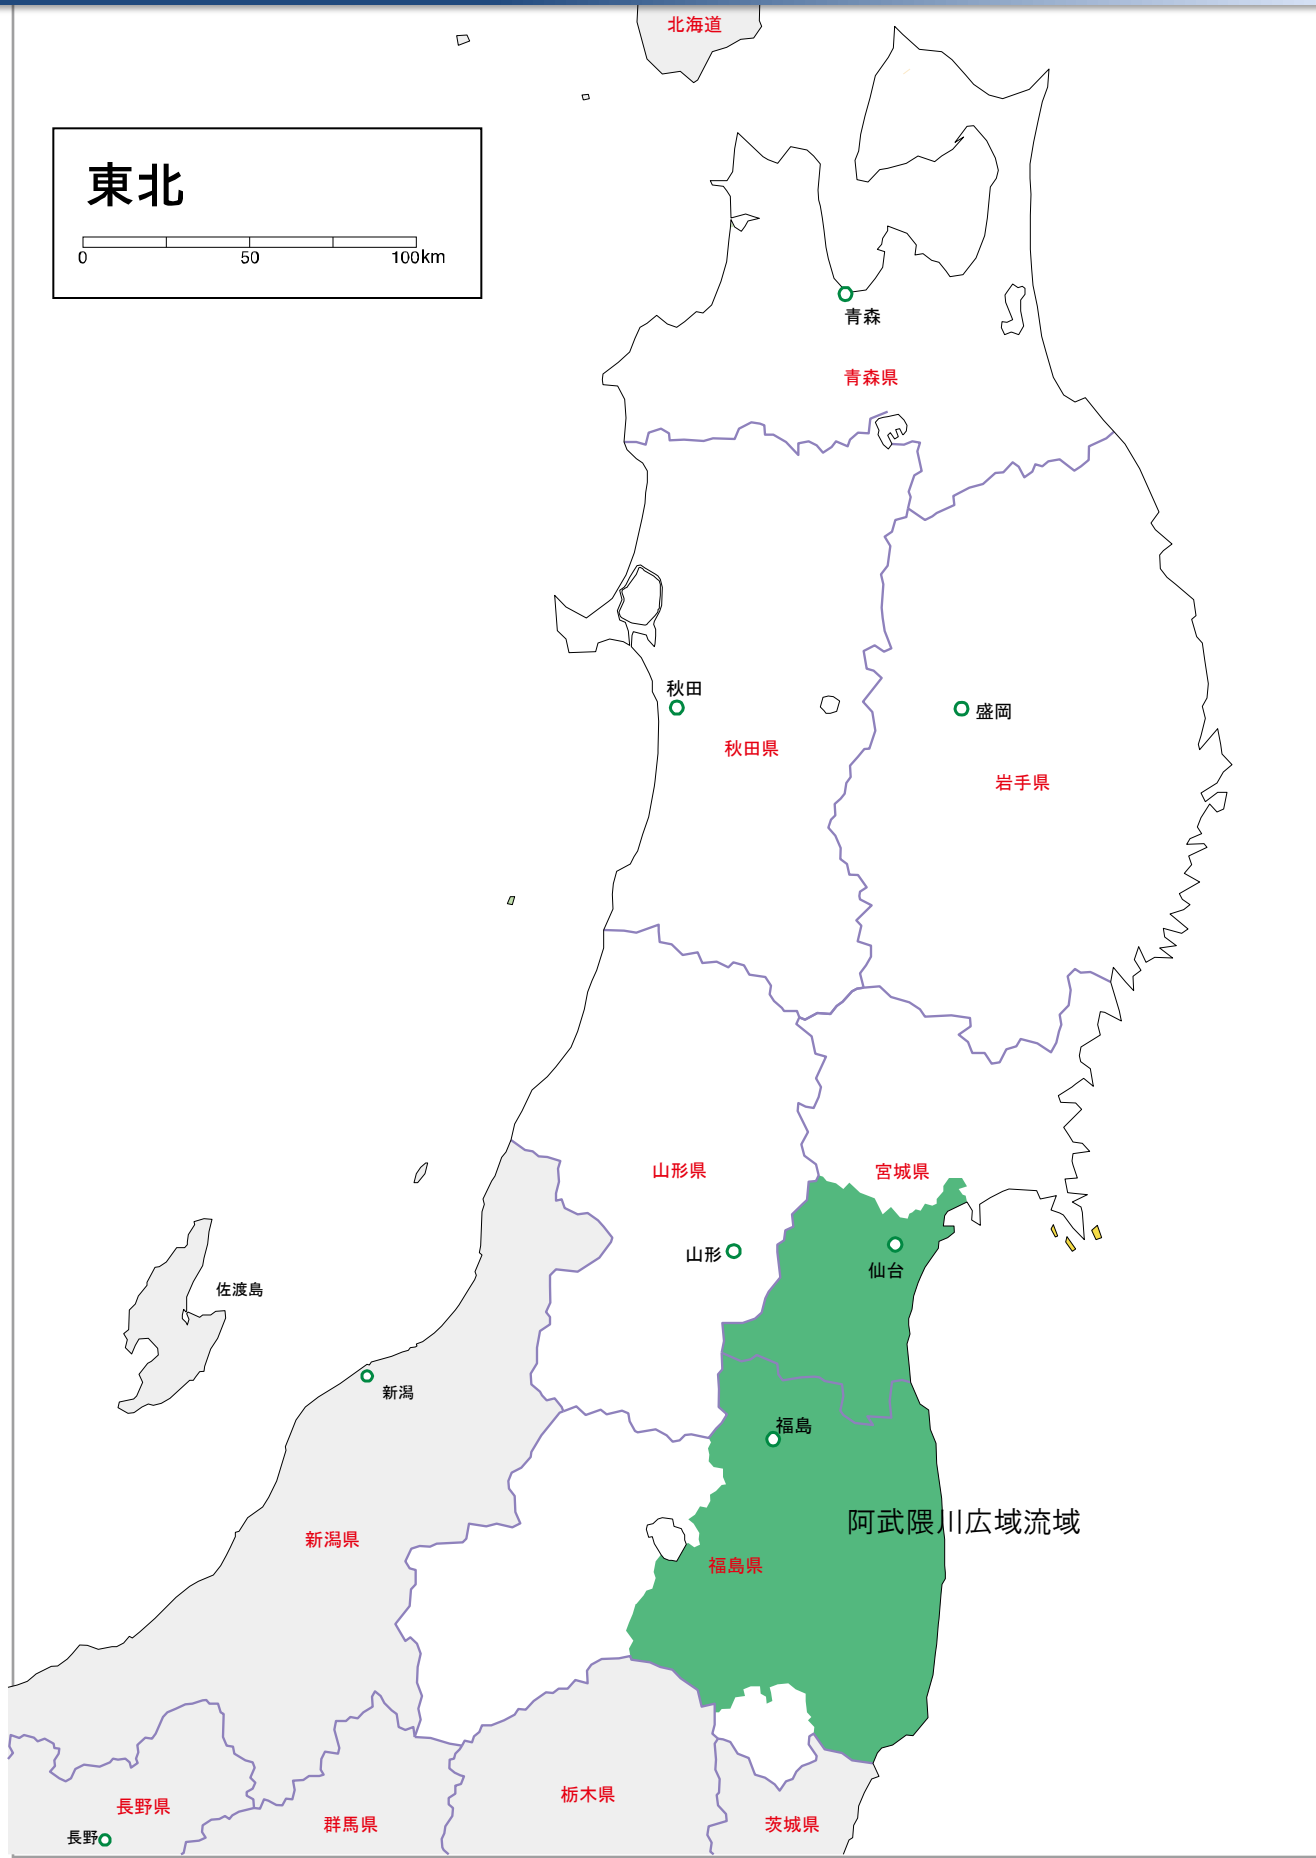 北海道
東北
0 50 100km
青森
青森県
秋田
盛岡
秋田県
岩手県
山形県
宮城県
山形
仙台
佐渡島
新潟
福島
阿武隈川広域流域
新潟県
福島県
栃木県
長野県
群馬県
茨城県
長野